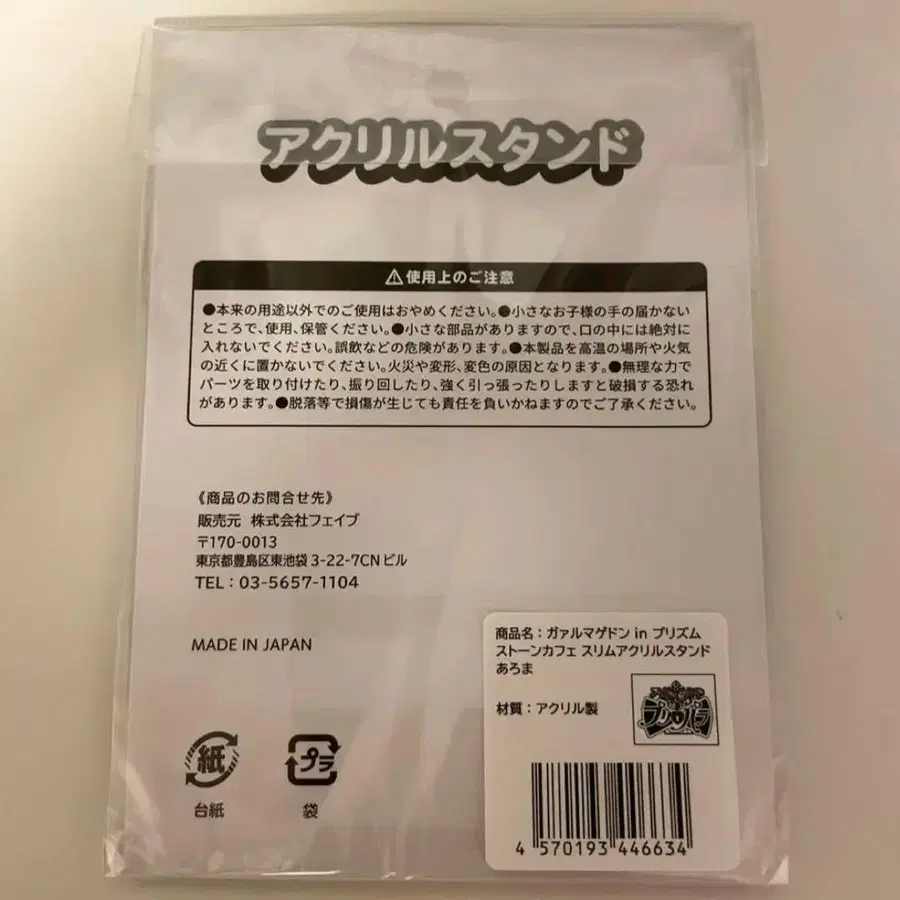 アクリルスタンド
⚠使用上のご注意
●本来の用途以外でのご使用はおやめください。●小さなお子様の手の届かない
ところで、使用、保管ください。●小さな部品がありますので、口の中には絶対に
入れないでください。誤飲などの危険があります。●本製品を高温の場所や火気
の近くに置かないでください。火災や変形、変色の原因となります。●無理な力で
パーツを取り付けたり、振り回したり、強く引っ張ったりしますと破損する恐れ
があります。●脱落等で損傷が生じても責任を負いかねますのでご了承ください。
《商品のお問合せ先》
販売元 株式会社フェイブ
〒170-0013
東京都豊島区東池袋3-22-7CNビル
TEL：03-5657-1104
MADE IN JAPAN
紙
台紙
プラ
袋
商品名：ガァルマゲドン in プリズム
ストーンカフェ スリムアクリルスタンド
あろま
材質：アクリル製
プリパラ
4 570193 446634